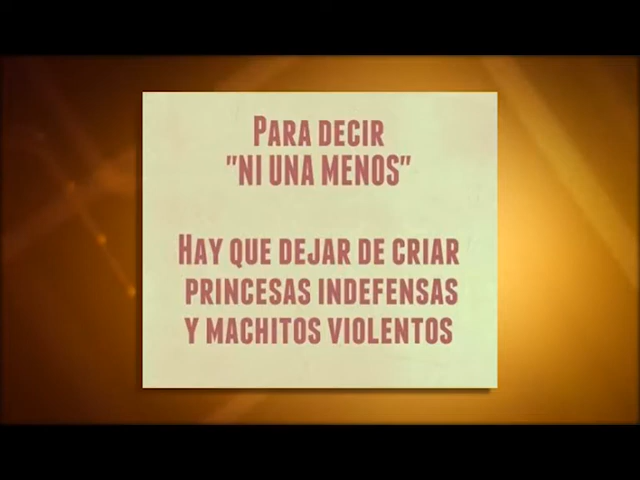 PARA DECIR
"NI UNA MENOS"
HAY QUE DEJAR DE CRIAR
PRINCESAS INDEFENSAS
Y MACHITOS VIOLENTOS